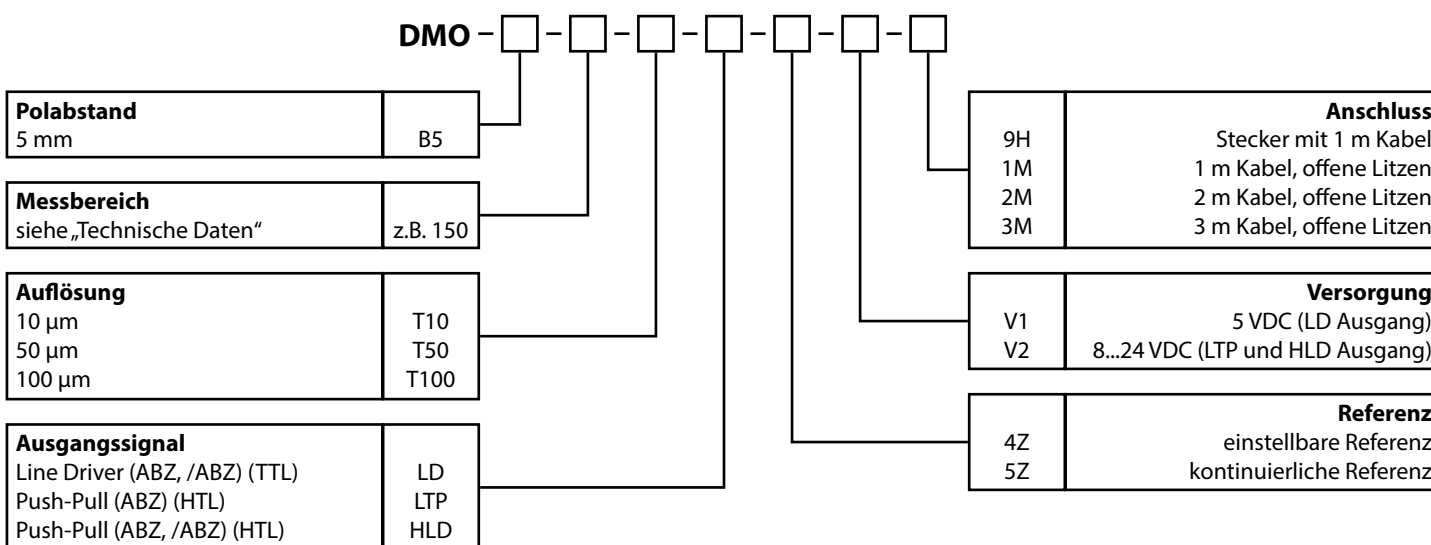 DMO – – – – – – –
Polabstand
5 mm B5
Messbereich
siehe „Technische Daten“ z.B. 150
Auflösung
10 µm T10
50 µm T50
100 µm T100
Ausgangssignal
Line Driver (ABZ, /ABZ) (TTL) LD
Push-Pull (ABZ) (HTL) LTP
Push-Pull (ABZ, /ABZ) (HTL) HLD
Anschluss
9H Stecker mit 1 m Kabel
1M 1 m Kabel, offene Litzen
2M 2 m Kabel, offene Litzen
3M 3 m Kabel, offene Litzen
Versorgung
V1 5 VDC (LD Ausgang)
V2 8...24 VDC (LTP und HLD Ausgang)
Referenz
4Z einstellbare Referenz
5Z kontinuierliche Referenz